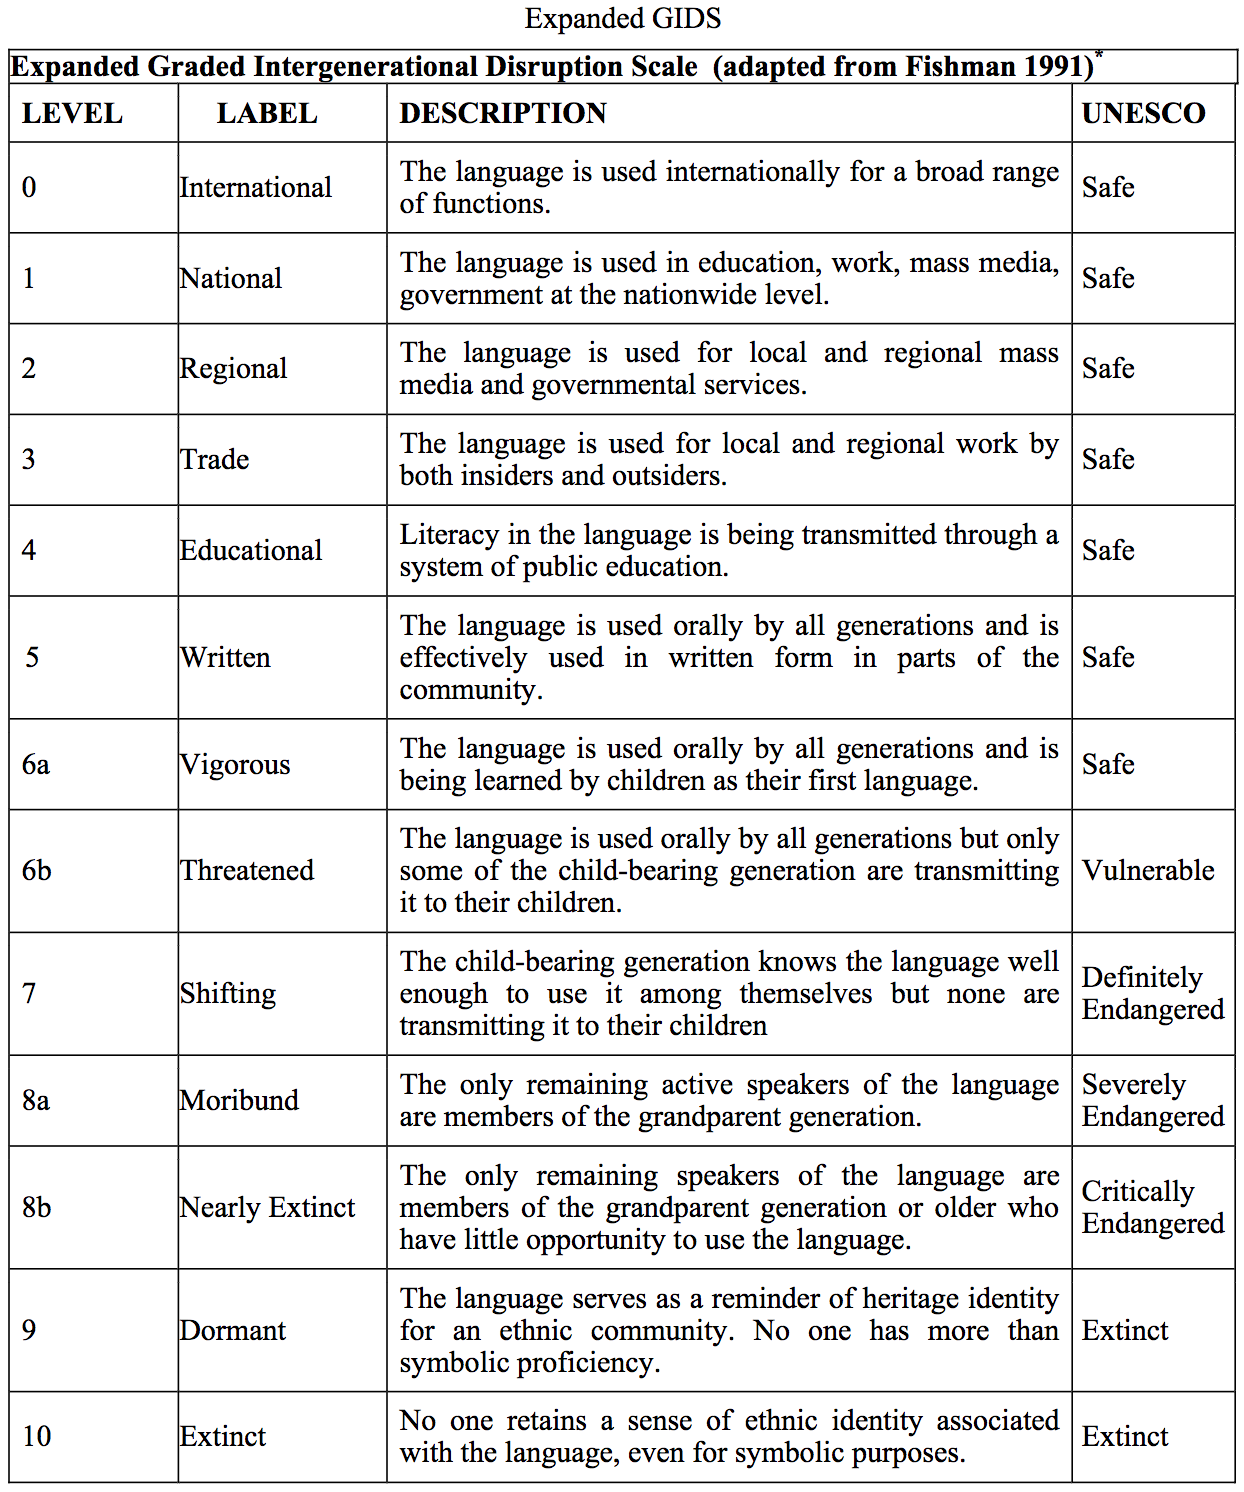 Expanded GIDS
Expanded Graded Intergenerational Disruption Scale (adapted from Fishman 1991)*
LEVEL LABEL DESCRIPTION UNESCO
0 International The language is used internationally for a broad range of functions. Safe
1 National The language is used in education, work, mass media, government at the nationwide level. Safe
2 Regional The language is used for local and regional mass media and governmental services. Safe
3 Trade The language is used for local and regional work by both insiders and outsiders. Safe
4 Educational Literacy in the language is being transmitted through a system of public education. Safe
5 Written The language is used orally by all generations and is effectively used in written form in parts of the community. Safe
6a Vigorous The language is used orally by all generations and is being learned by children as their first language. Safe
6b Threatened The language is used orally by all generations but only some of the child-bearing generation are transmitting it to their children. Vulnerable
7 Shifting The child-bearing generation knows the language well enough to use it among themselves but none are transmitting it to their children Definitely Endangered
8a Moribund The only remaining active speakers of the language are members of the grandparent generation. Severely Endangered
8b Nearly Extinct The only remaining speakers of the language are members of the grandparent generation or older who have little opportunity to use the language. Critically Endangered
9 Dormant The language serves as a reminder of heritage identity for an ethnic community. No one has more than symbolic proficiency. Extinct
10 Extinct No one retains a sense of ethnic identity associated with the language, even for symbolic purposes. Extinct